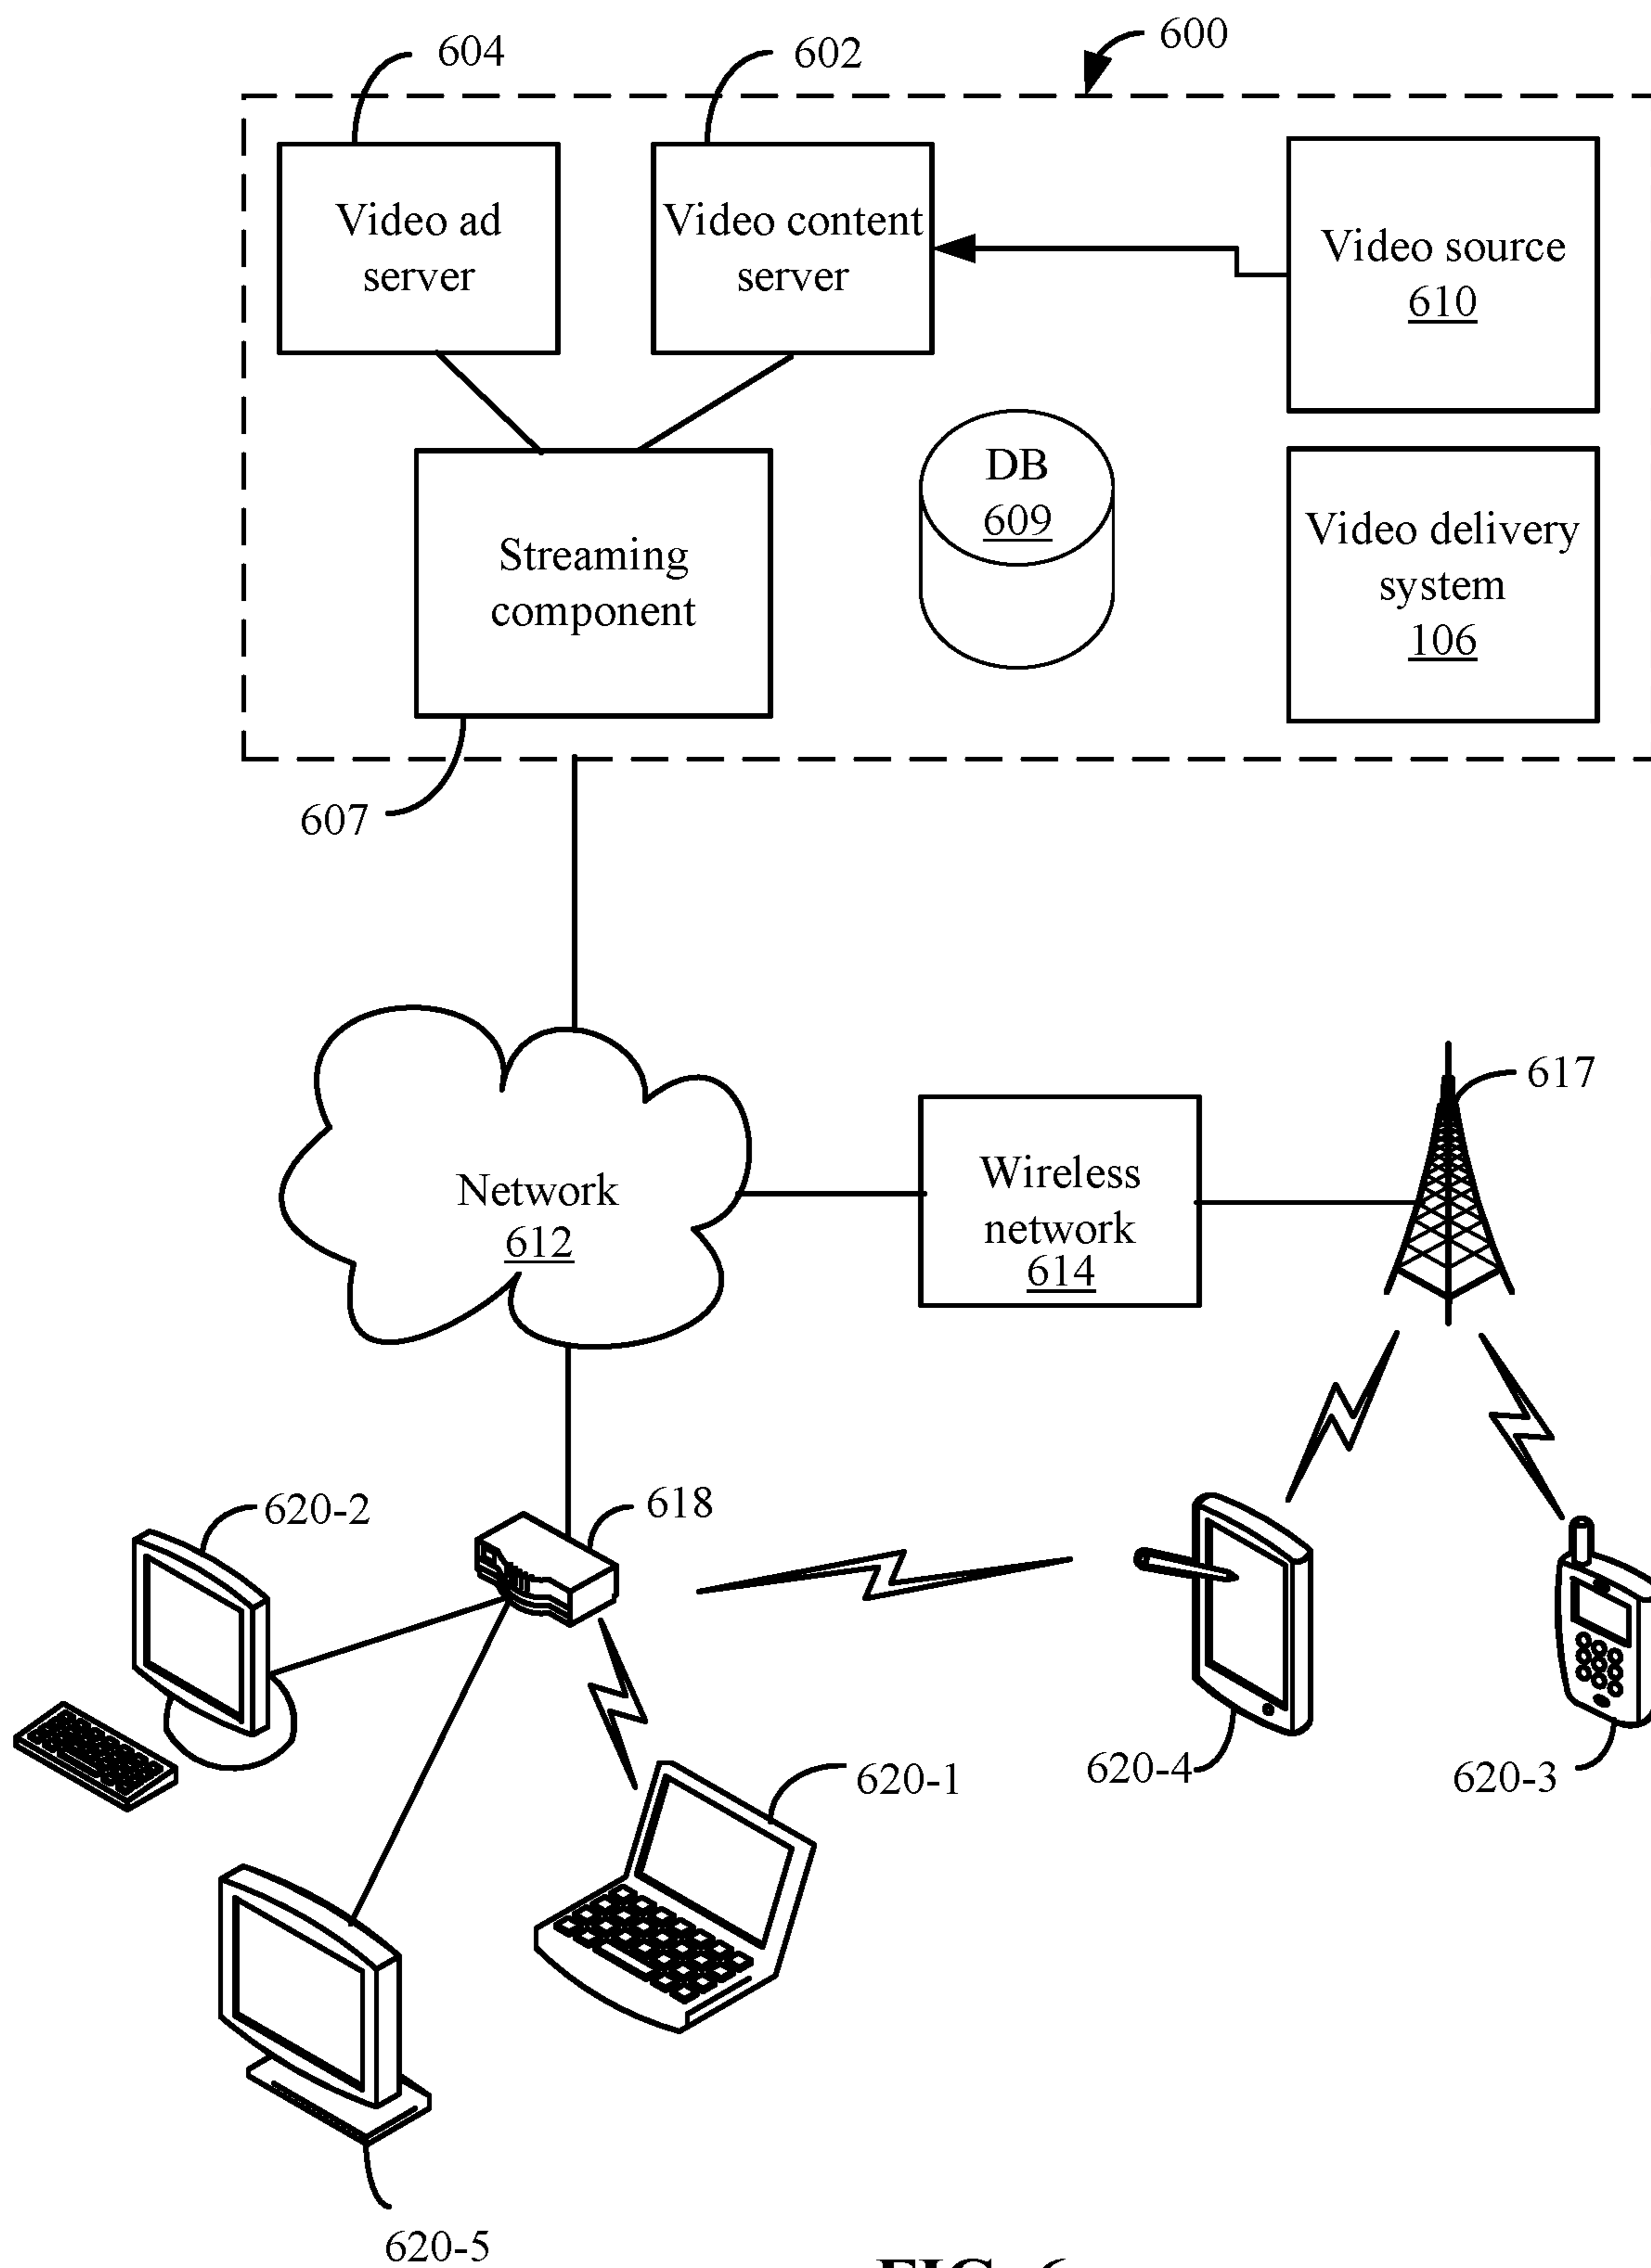 600
604
602
Video ad
server
Video content
server
Video source
610
DB
609
Streaming
component
Video delivery
system
106
607
617
Network
612
Wireless
network
614
620-2
618
620-1
620-4
620-3
620-5
FIG. 6